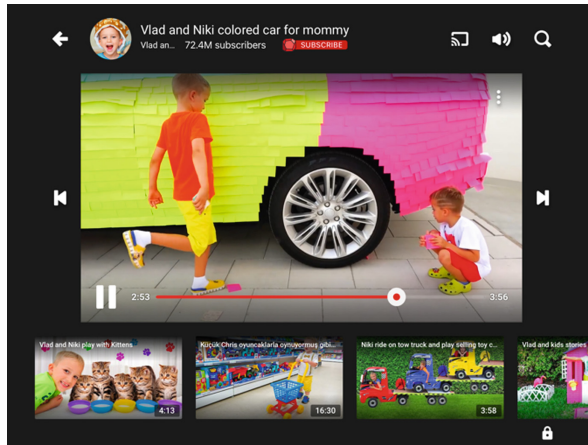 Vlad and Niki colored car for mommy
Vlad an... 72.4M subscribers SUBSCRIBE
2:53 3:56
Vlad and Niki play with Kittens
4:13
Küçük Chris oyuncaklarla oynuyormuş gibi...
16:30
Niki ride on tow truck and play selling toy c...
3:58
Vlad and kids stories